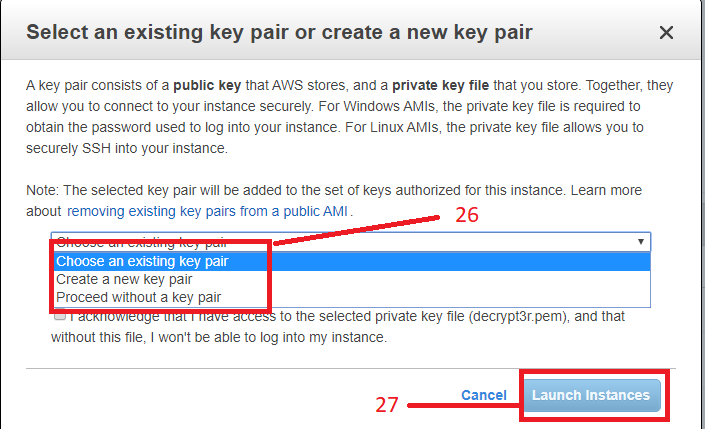 Select an existing key pair or create a new key pair
A key pair consists of a public key that AWS stores, and a private key file that you store. Together, they
allow you to connect to your instance securely. For Windows AMIs, the private key file is required to
obtain the password used to log into your instance. For Linux AMIs, the private key file allows you to
securely SSH into your instance.
Note: The selected key pair will be added to the set of keys authorized for this instance. Learn more
about removing existing key pairs from a public AMI.
26
Choose an existing key pair
Choose an existing key pair
Create a new key pair
Proceed without a key pair
I acknowledge that I have access to the selected private key file (decrypt3r.pem), and that
without this file, I won't be able to log into my instance.
27
Cancel
Launch Instances